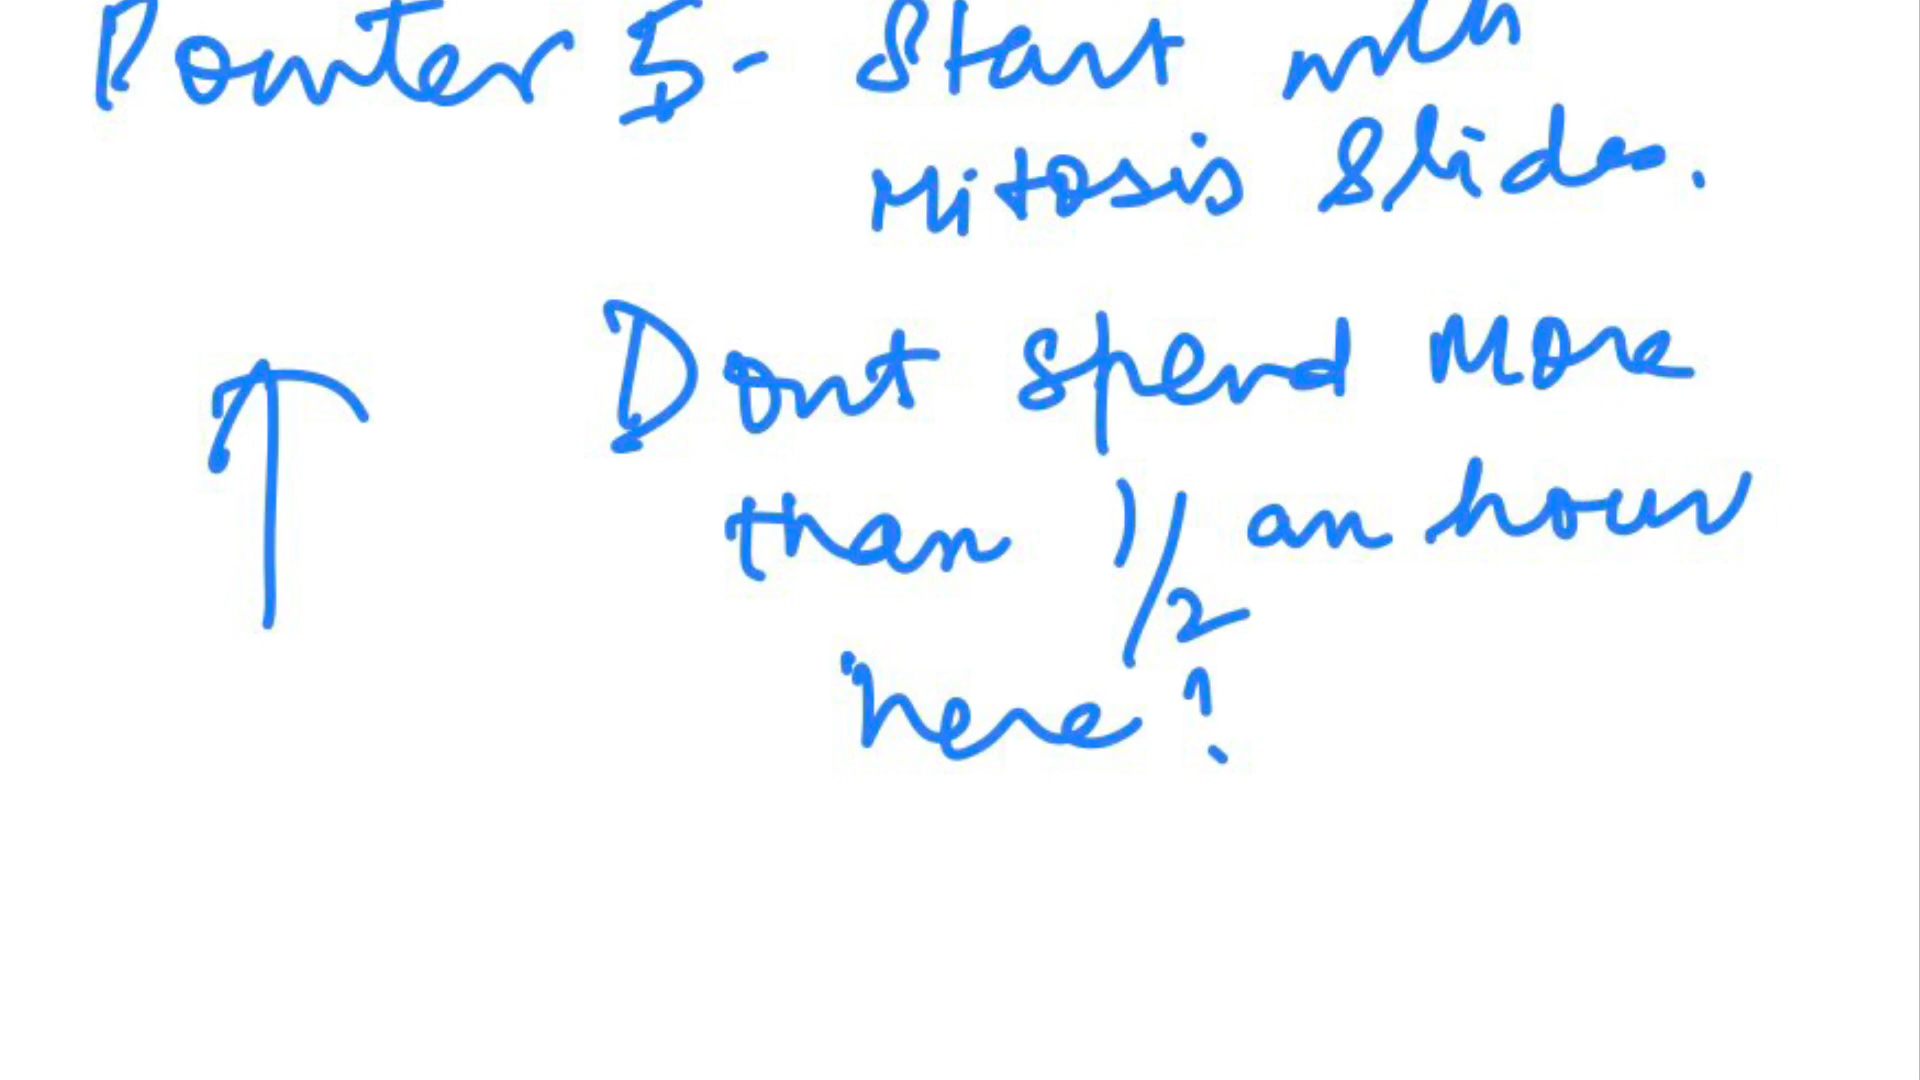 Pointer 5- Start with
Mitosis Slides.
Dont spend More
than 1/2 an hour
here!